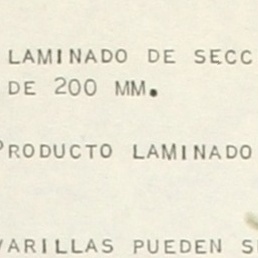 LAMINADO DE SECC
DE 200 MM.
PRODUCTO LAMINADO
VARILLAS PUEDEN S